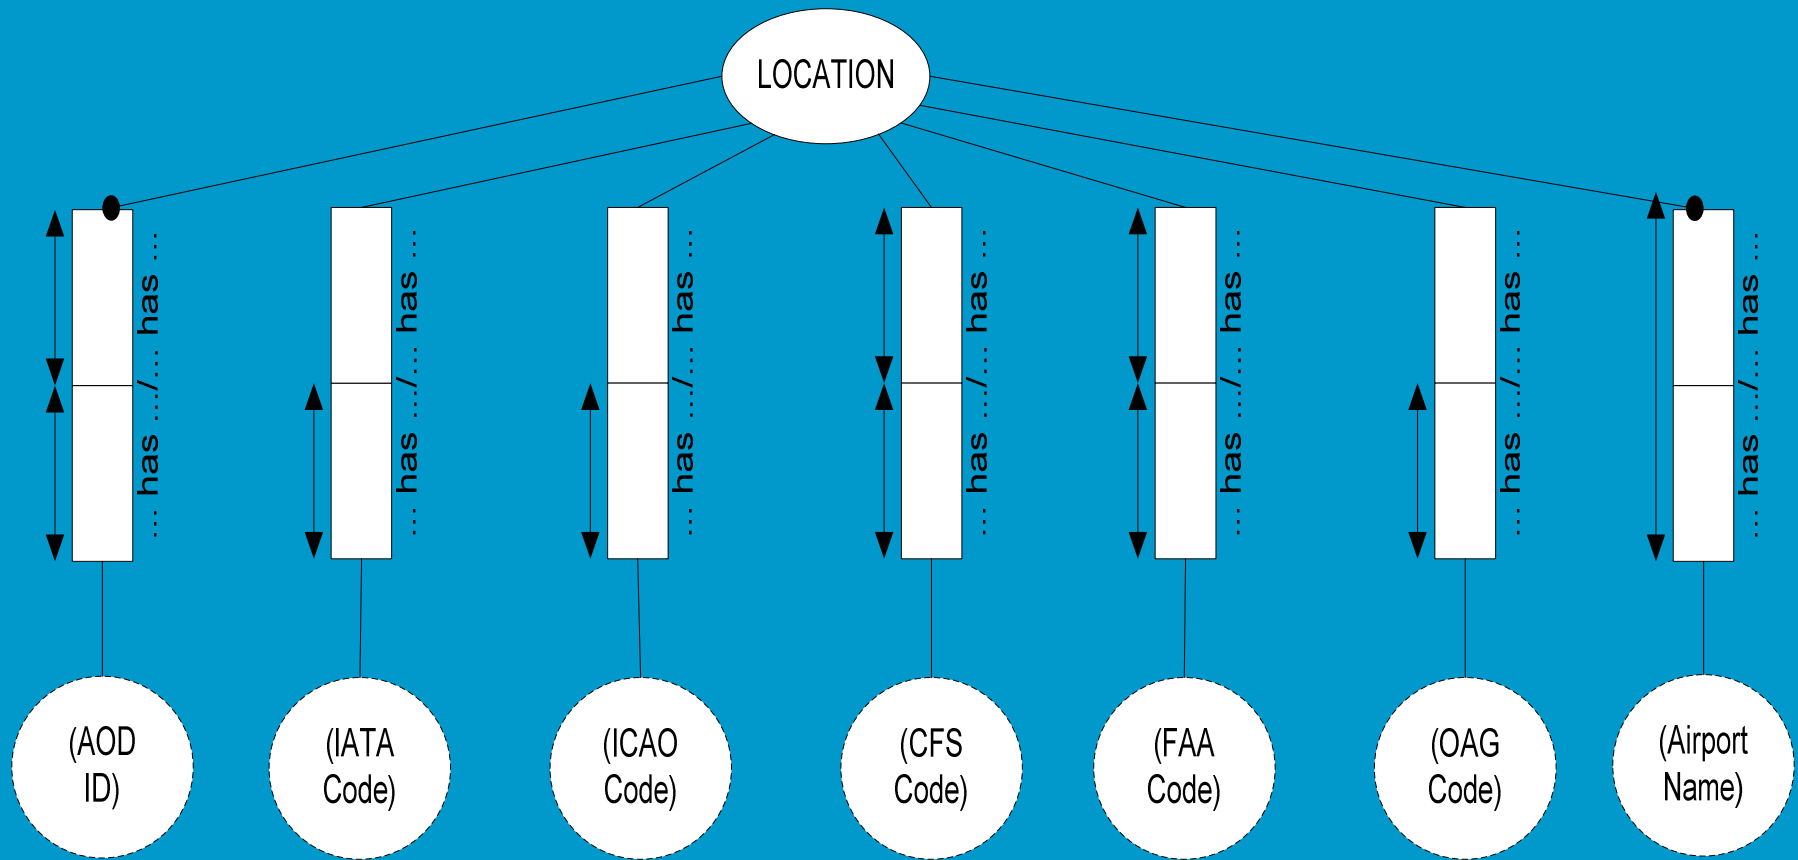 LOCATION
... has .../... has ...
... has .../... has ...
... has .../... has ...
... has .../... has ...
... has .../... has ...
... has .../... has ...
... has .../... has ...
(AOD
ID)
(IATA
Code)
(ICAO
Code)
(CFS
Code)
(FAA
Code)
(OAG
Code)
(Airport
Name)